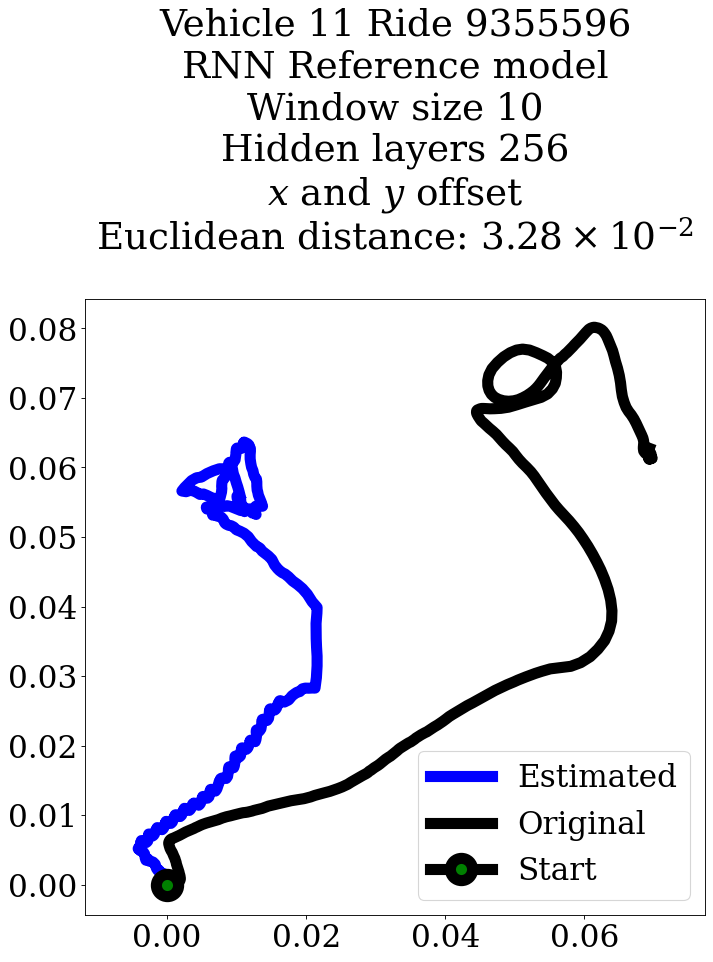 Vehicle 11 Ride 9355596
RNN Reference model
Window size 10
Hidden layers 256
x and y offset
Euclidean distance: 3.28 × 10⁻²
0.08
0.07
0.06
0.05
0.04
0.03
0.02
0.01
0.00
Estimated
Original
Start
0.00 0.02 0.04 0.06